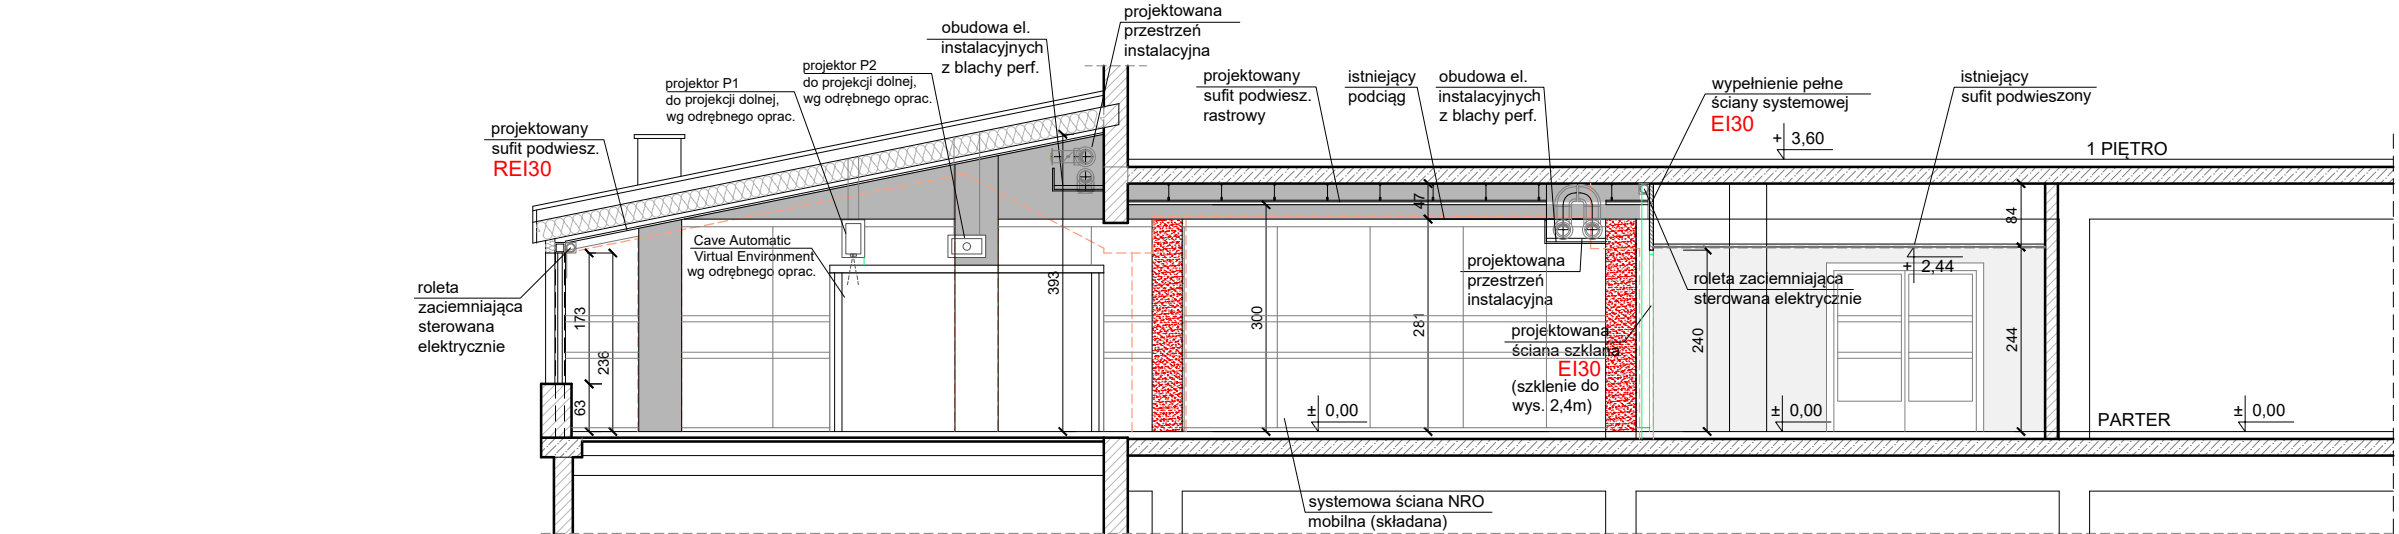 projektowana
przestrzeń
instalacyjna
obudowa el.
instalacyjnych
z blachy perf.
projektor P2
do projekcji dolnej,
wg odrębnego oprac.
projektor P1
do projekcji dolnej,
wg odrębnego oprac.
projektowany
sufit podwiesz.
REI30
projektowany
sufit podwiesz.
rastrowy
istniejący
podciąg
obudowa el.
instalacyjnych
z blachy perf.
wypełnienie pełne
ściany systemowej
EI30
istniejący
sufit podwieszony
+ 3,60
1 PIĘTRO
47
84
Cave Automatic
Virtual Environment
wg odrębnego oprac.
393
projektowana
przestrzeń
instalacyjna
+ 2,44
roleta zaciemniająca
sterowana elektrycznie
roleta
zaciemniająca
sterowana
elektrycznie
173
236
63
300
281
240
244
projektowana
ściana szklana
EI30
(szklenie do
wys. 2,4m)
± 0,00
± 0,00
PARTER
± 0,00
systemowa ściana NRO
mobilna (składana)